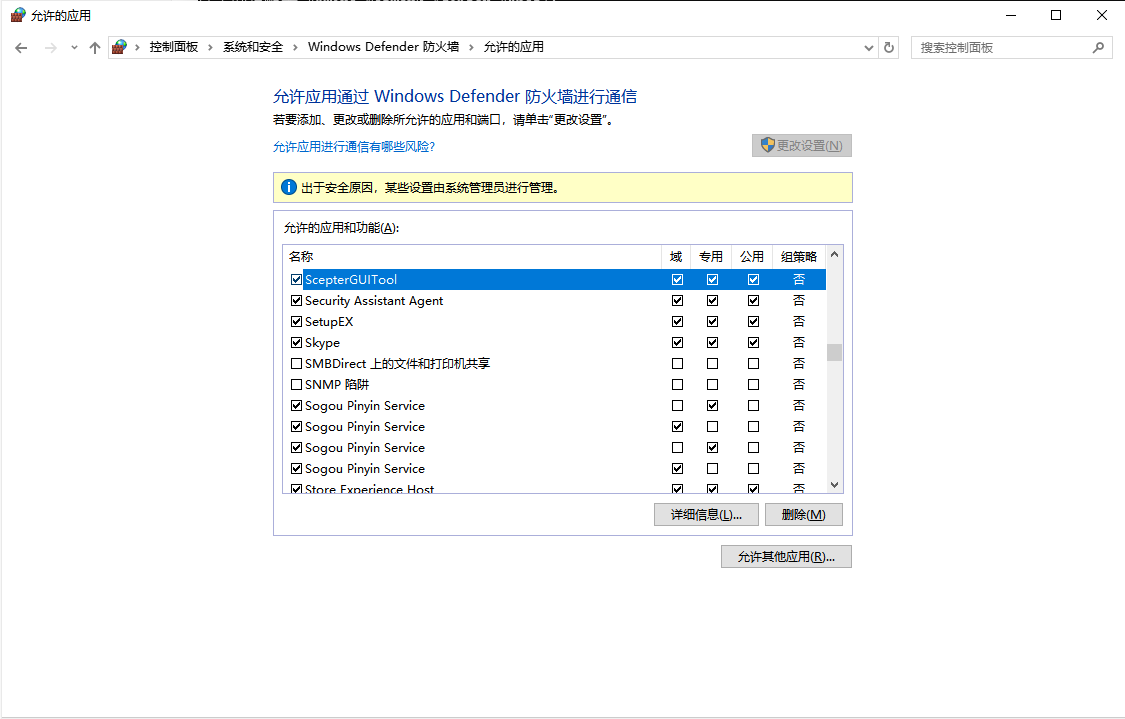 允许的应用
控制面板 系统和安全 Windows Defender 防火墙 允许的应用
搜索控制面板
允许应用通过 Windows Defender 防火墙进行通信
若要添加、更改或删除所允许的应用和端口，请单击"更改设置"。
允许应用进行通信有哪些风险?
更改设置(N)
出于安全原因，某些设置由系统管理员进行管理。
允许的应用和功能(A):
名称 域 专用 公用 组策略
ScepterGUITool 否
Security Assistant Agent 否
SetupEX 否
Skype 否
SMBDirect 上的文件和打印机共享 否
SNMP 陷阱 否
Sogou Pinyin Service 否
Sogou Pinyin Service 否
Sogou Pinyin Service 否
Sogou Pinyin Service 否
Store Experience Host 否
详细信息(L)... 删除(M)
允许其他应用(R)...